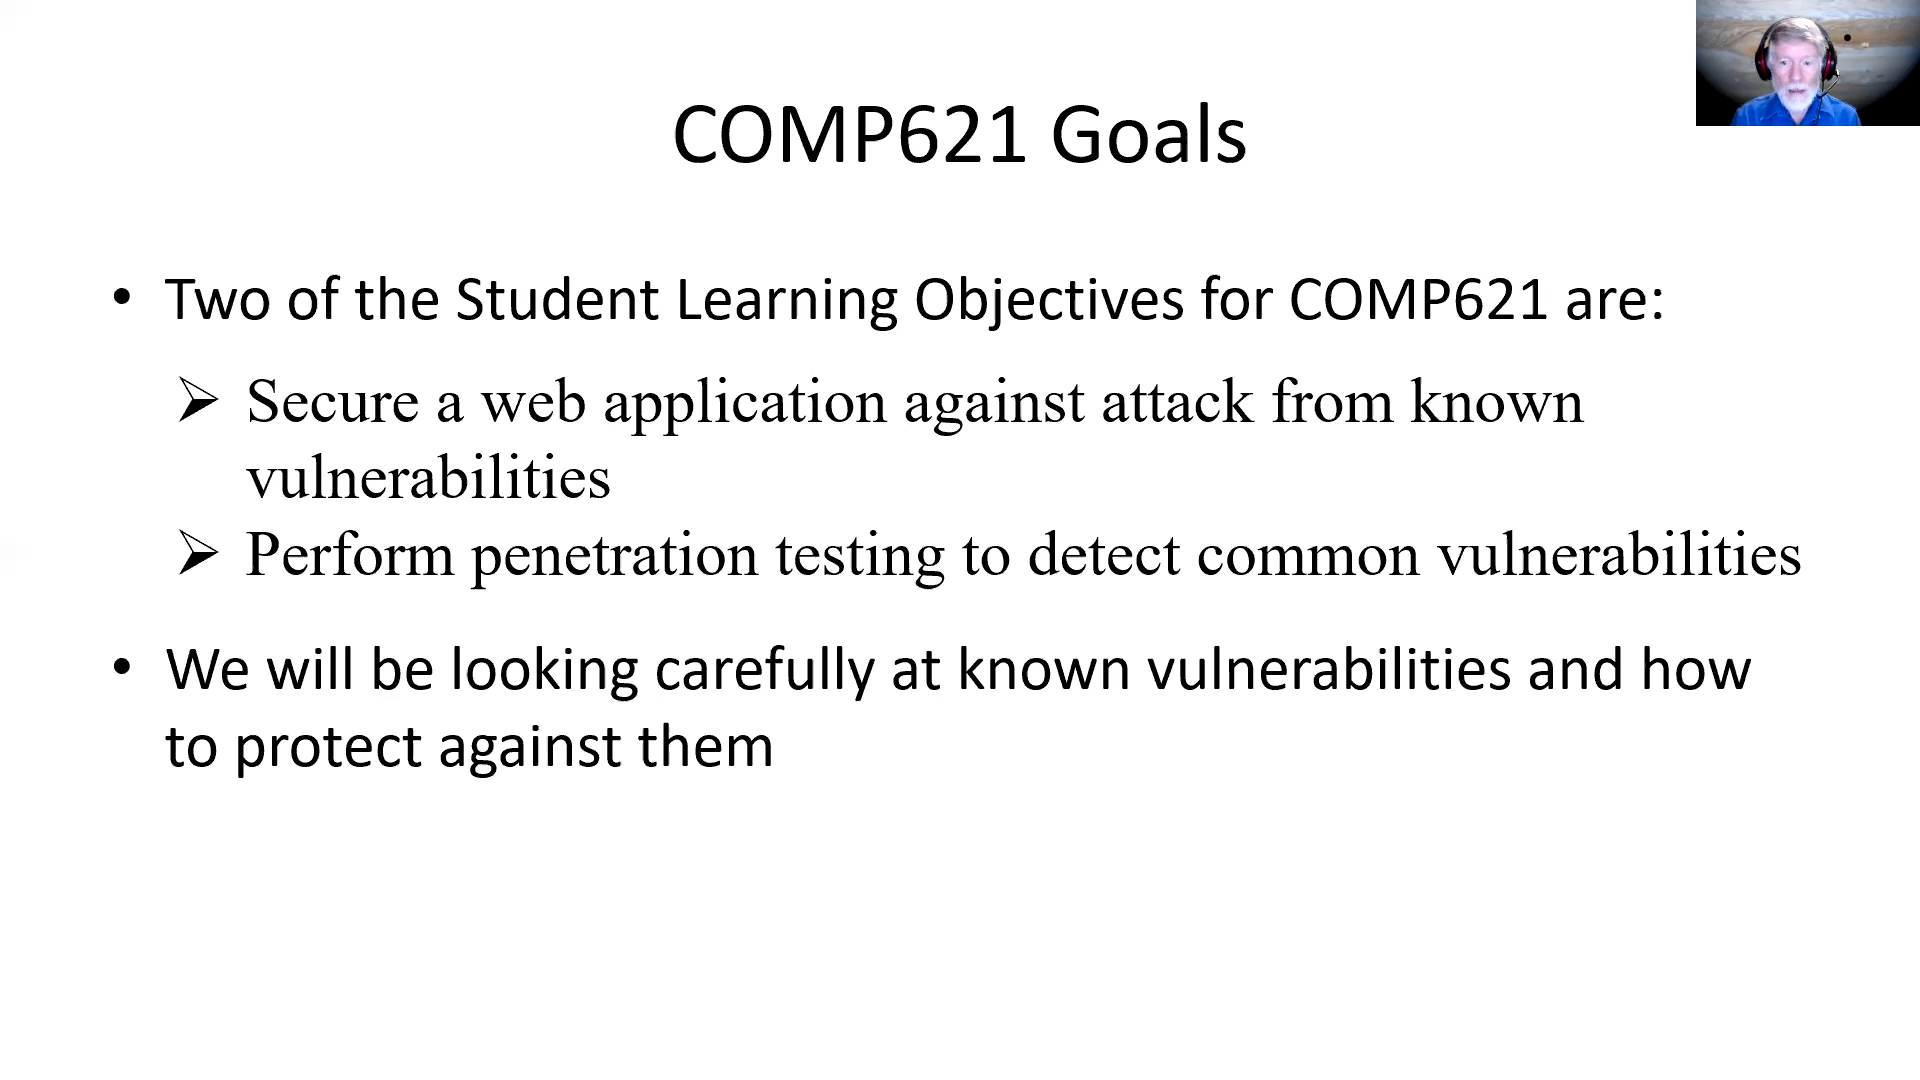 COMP621 Goals
• Two of the Student Learning Objectives for COMP621 are:
➢ Secure a web application against attack from known
vulnerabilities
➢ Perform penetration testing to detect common vulnerabilities
• We will be looking carefully at known vulnerabilities and how
to protect against them